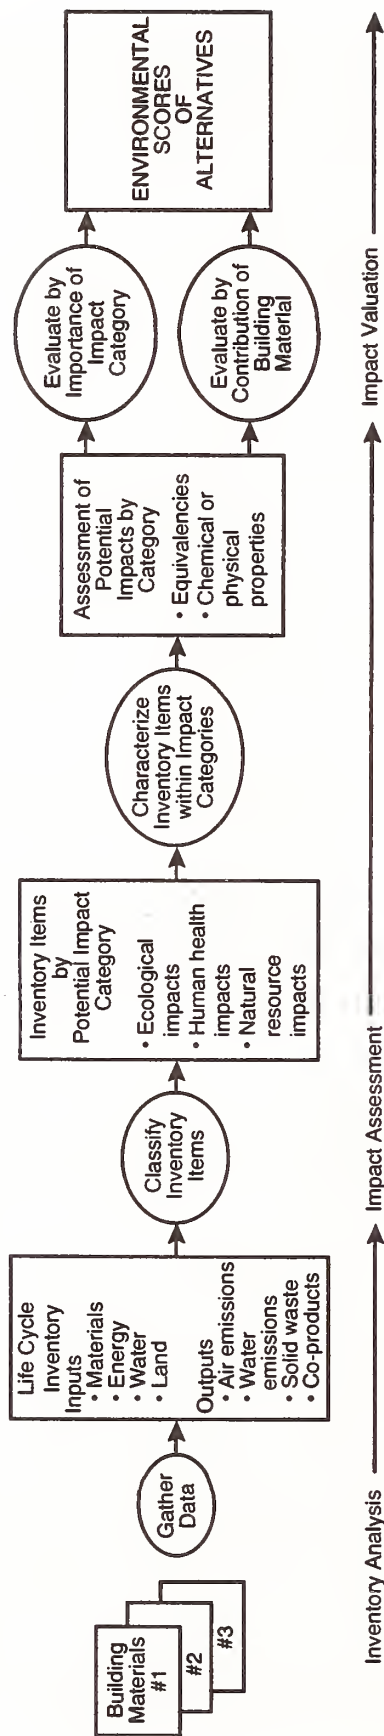 Building
Materials
#1
#2
#3
Gather
Data
Life Cycle
Inventory
Inputs
• Materials
• Energy
• Water
• Land
Outputs
• Air emissions
• Water
emissions
• Solid waste
• Co-products
Classify
Inventory
Items
Inventory Items
by
Potential Impact
Category
• Ecological
impacts
• Human health
impacts
• Natural
resource
impacts
Characterize
Inventory Items
within Impact
Categories
Assessment of
Potential
Impacts by
Category
• Equivalencies
• Chemical or
physical
properties
Evaluate by
Importance of
Impact
Category
Evaluate by
Contribution of
Building
Material
ENVIRONMENTAL
SCORES
OF
ALTERNATIVES
Inventory Analysis
Impact Assessment
Impact Valuation